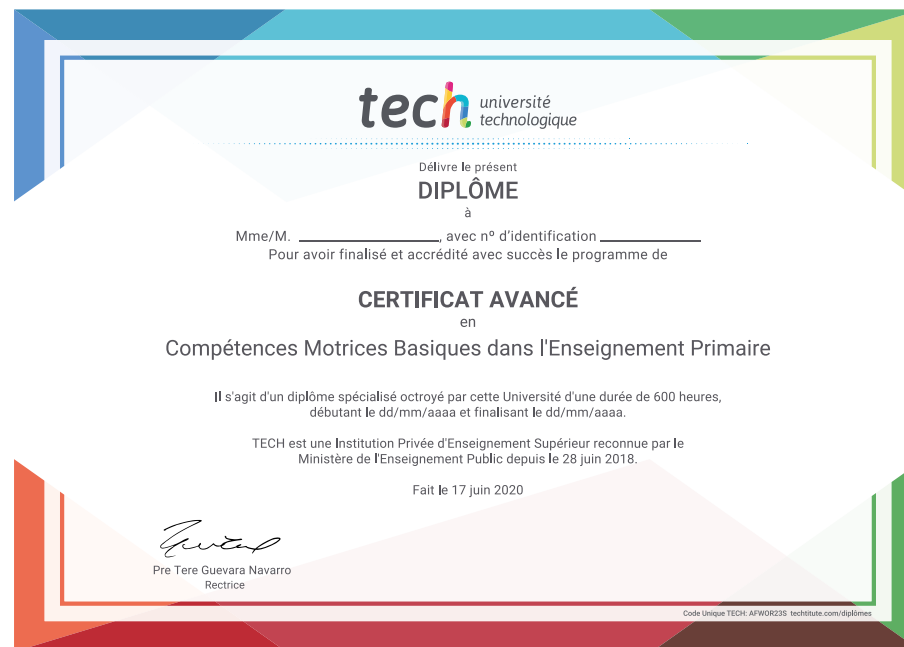 tech université
technologique
Délivre le présent
DIPLÔME
à
Mme/M. ____________________, avec nº d'identification ______________
Pour avoir finalisé et accrédité avec succès le programme de
CERTIFICAT AVANCÉ
en
Compétences Motrices Basiques dans l'Enseignement Primaire
Il s'agit d'un diplôme spécialisé octroyé par cette Université d'une durée de 600 heures,
débutant le dd/mm/aaaa et finalisant le dd/mm/aaaa.
TECH est une Institution Privée d'Enseignement Supérieur reconnue par le
Ministère de l'Enseignement Public depuis le 28 juin 2018.
Fait le 17 juin 2020
Pre Tere Guevara Navarro
Rectrice
Code Unique TECH: AFWOR23S techtitute.com/diplômes